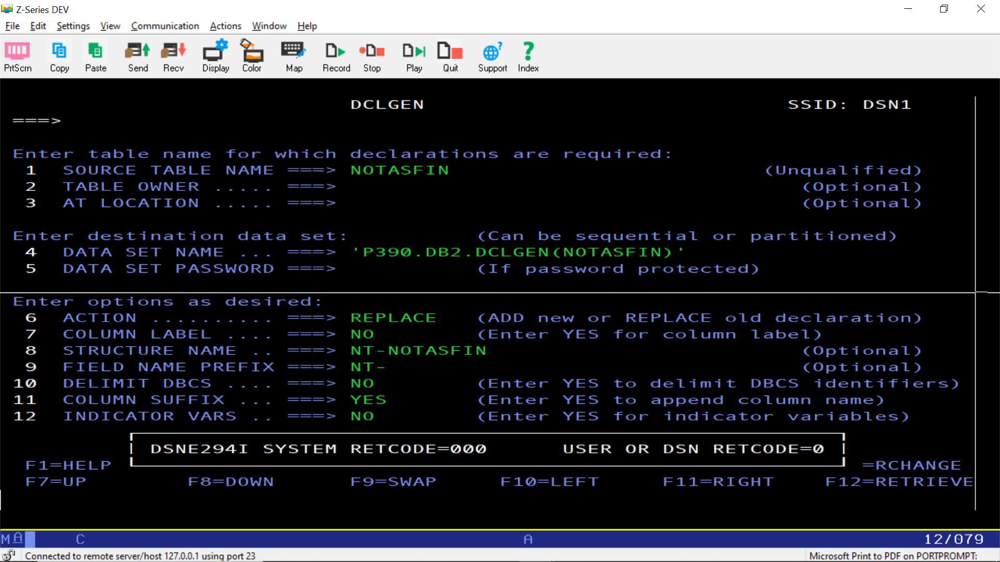 Z-Series DEV
File Edit Settings View Communication Actions Window Help
PrtScrn Copy Paste Send Recv Display Color Map Record Stop Play Quit Support Index
DCLGEN SSID: DSN1
===>
Enter table name for which declarations are required:
1 SOURCE TABLE NAME ===> NOTASFIN (Unqualified)
2 TABLE OWNER ..... ===> (Optional)
3 AT LOCATION ..... ===> (Optional)
Enter destination data set: (Can be sequential or partitioned)
4 DATA SET NAME ... ===> 'P390.DB2.DCLGEN(NOTASFIN)'
5 DATA SET PASSWORD ===> (If password protected)
Enter options as desired:
6 ACTION .......... ===> REPLACE (ADD new or REPLACE old declaration)
7 COLUMN LABEL .... ===> NO (Enter YES for column label)
8 STRUCTURE NAME .. ===> NT-NOTASFIN (Optional)
9 FIELD NAME PREFIX ===> NT- (Optional)
10 DELIMIT DBCS .... ===> NO (Enter YES to delimit DBCS identifiers)
11 COLUMN SUFFIX ... ===> YES (Enter YES to append column name)
12 INDICATOR VARS .. ===> NO (Enter YES for indicator variables)
DSNE294I SYSTEM RETCODE=000 USER OR DSN RETCODE=0
F1=HELP =RCHANGE
F7=UP F8=DOWN F9=SWAP F10=LEFT F11=RIGHT F12=RETRIEVE
MA C A 12/079
Connected to remote server/host 127.0.0.1 using port 23 Microsoft Print to PDF on PORTPROMPT: